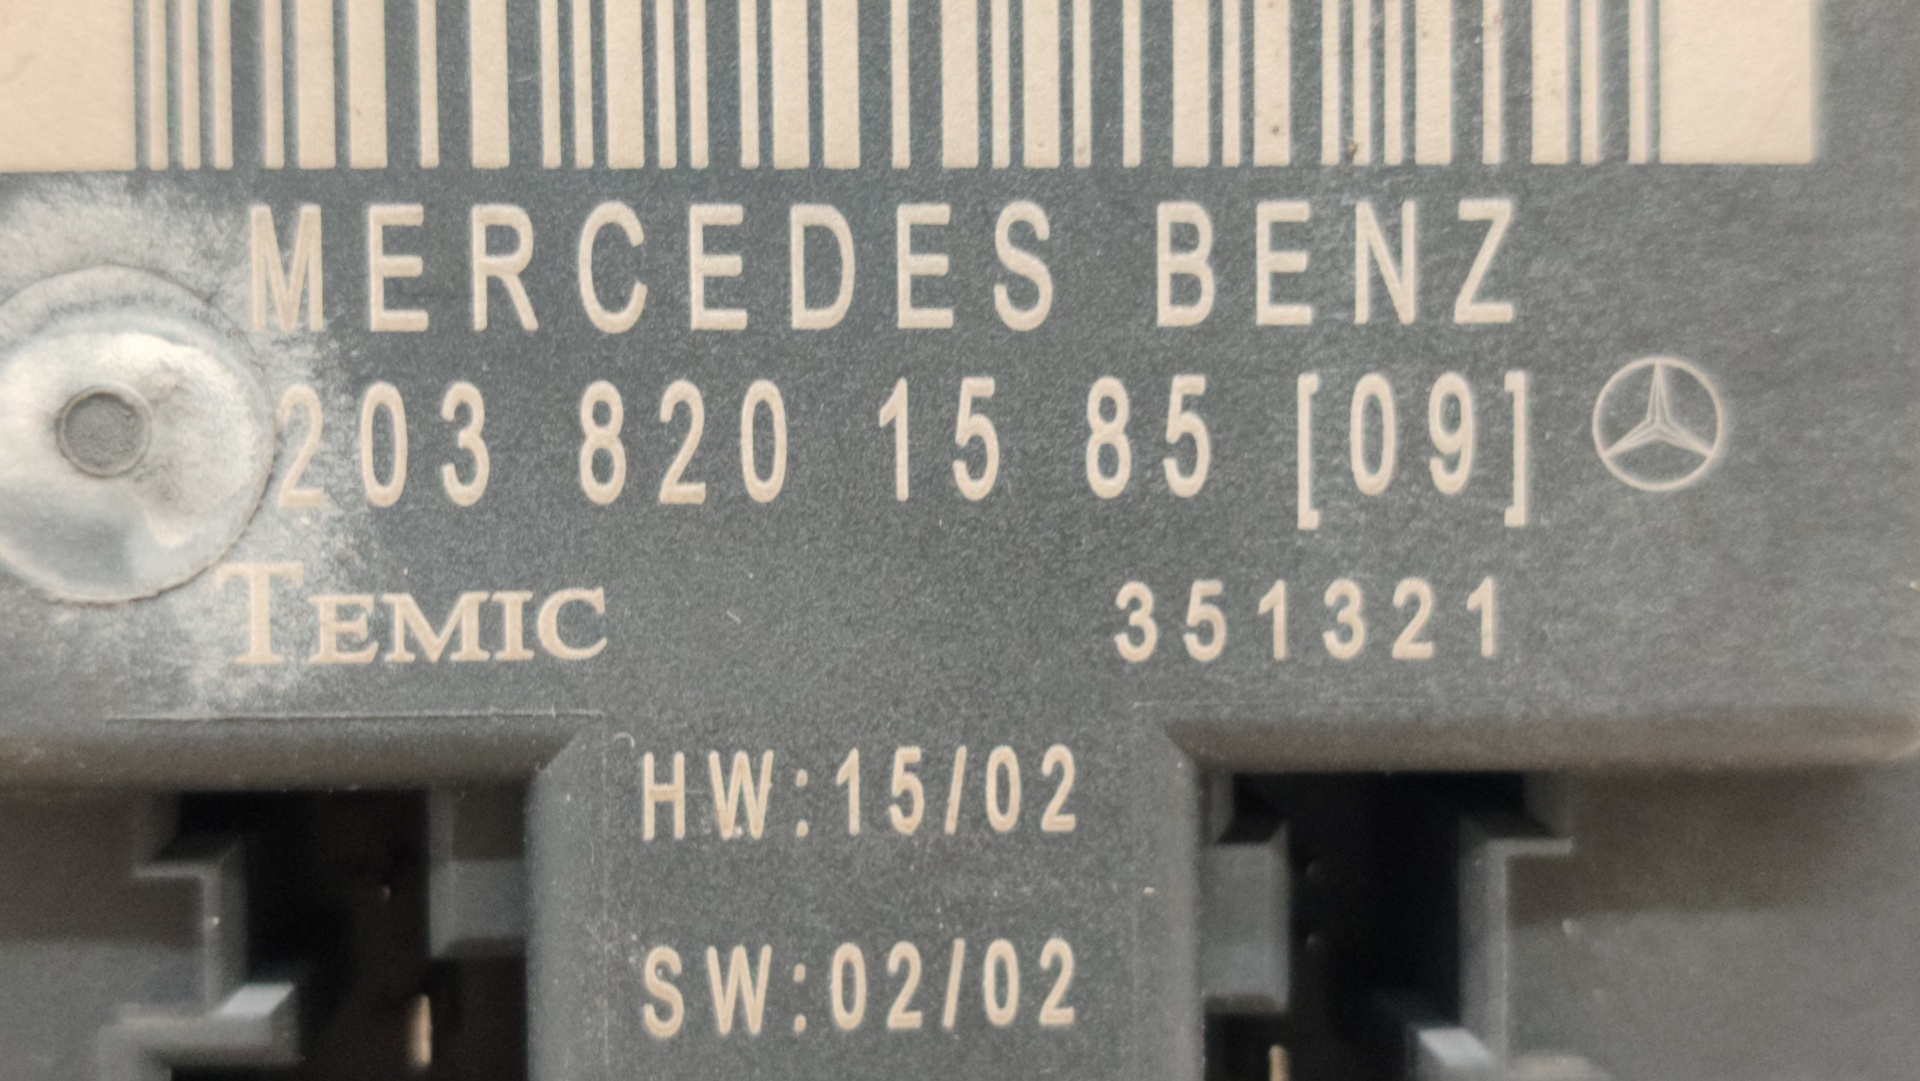 MERCEDES BENZ
203 820 15 85 [09]
TEMIC 351321
HW:15/02
SW:02/02